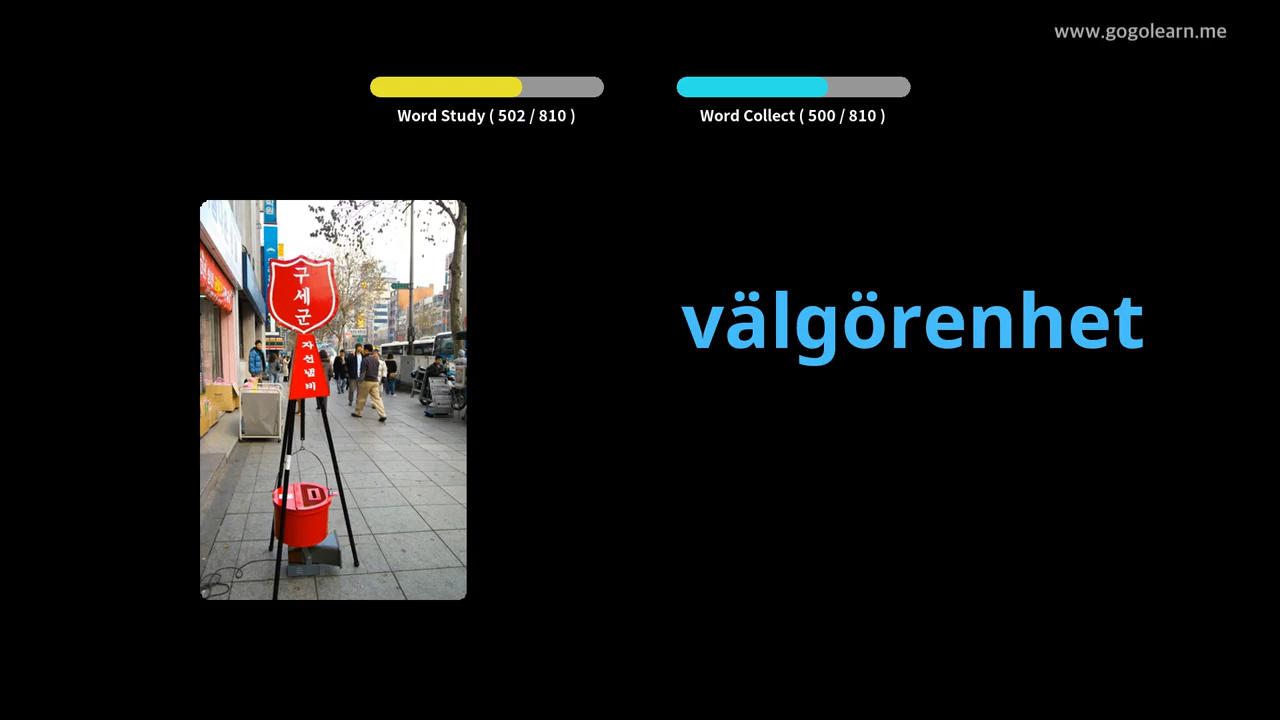 www.gogolearn.me
Word Study ( 502 / 810 )
Word Collect ( 500 / 810 )
구세군
자선냄비
välgörenhet